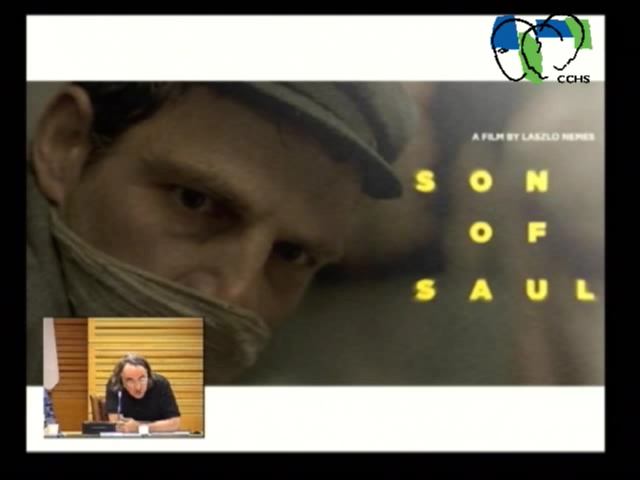 CCHS
A FILM BY LASZLO NEMES
SON
OF
SAUL